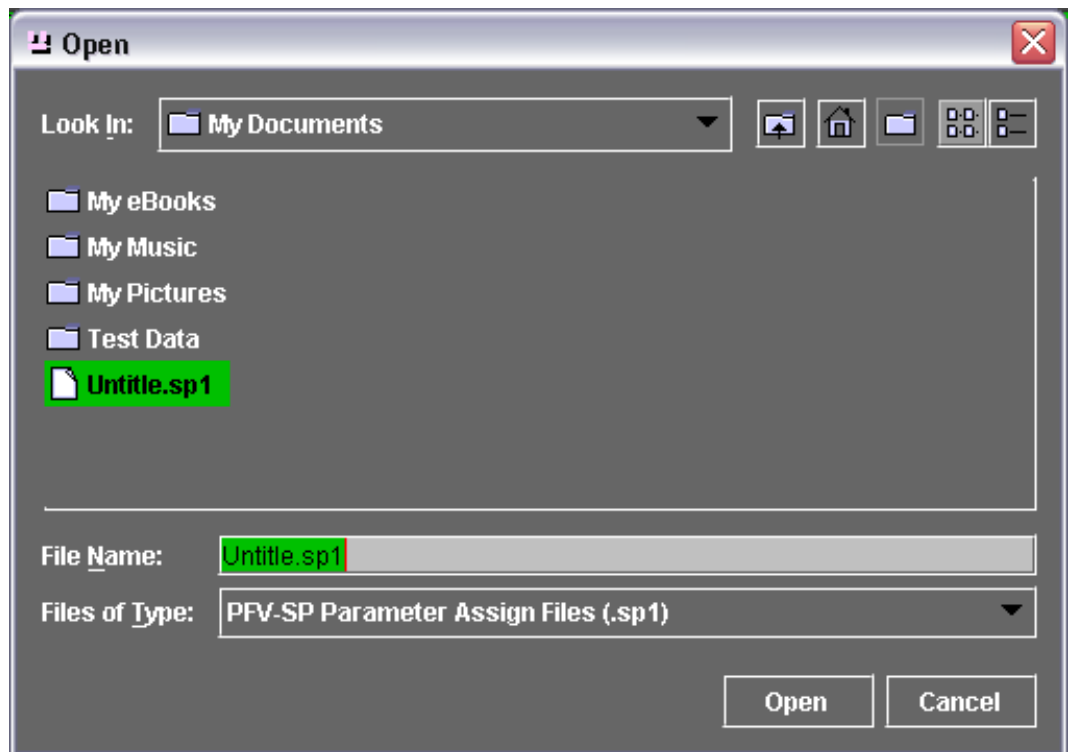 Open
Look In: My Documents
My eBooks
My Music
My Pictures
Test Data
Untitle.sp1
File Name: Untitle.sp1
Files of Type: PFV-SP Parameter Assign Files (.sp1)
Open Cancel